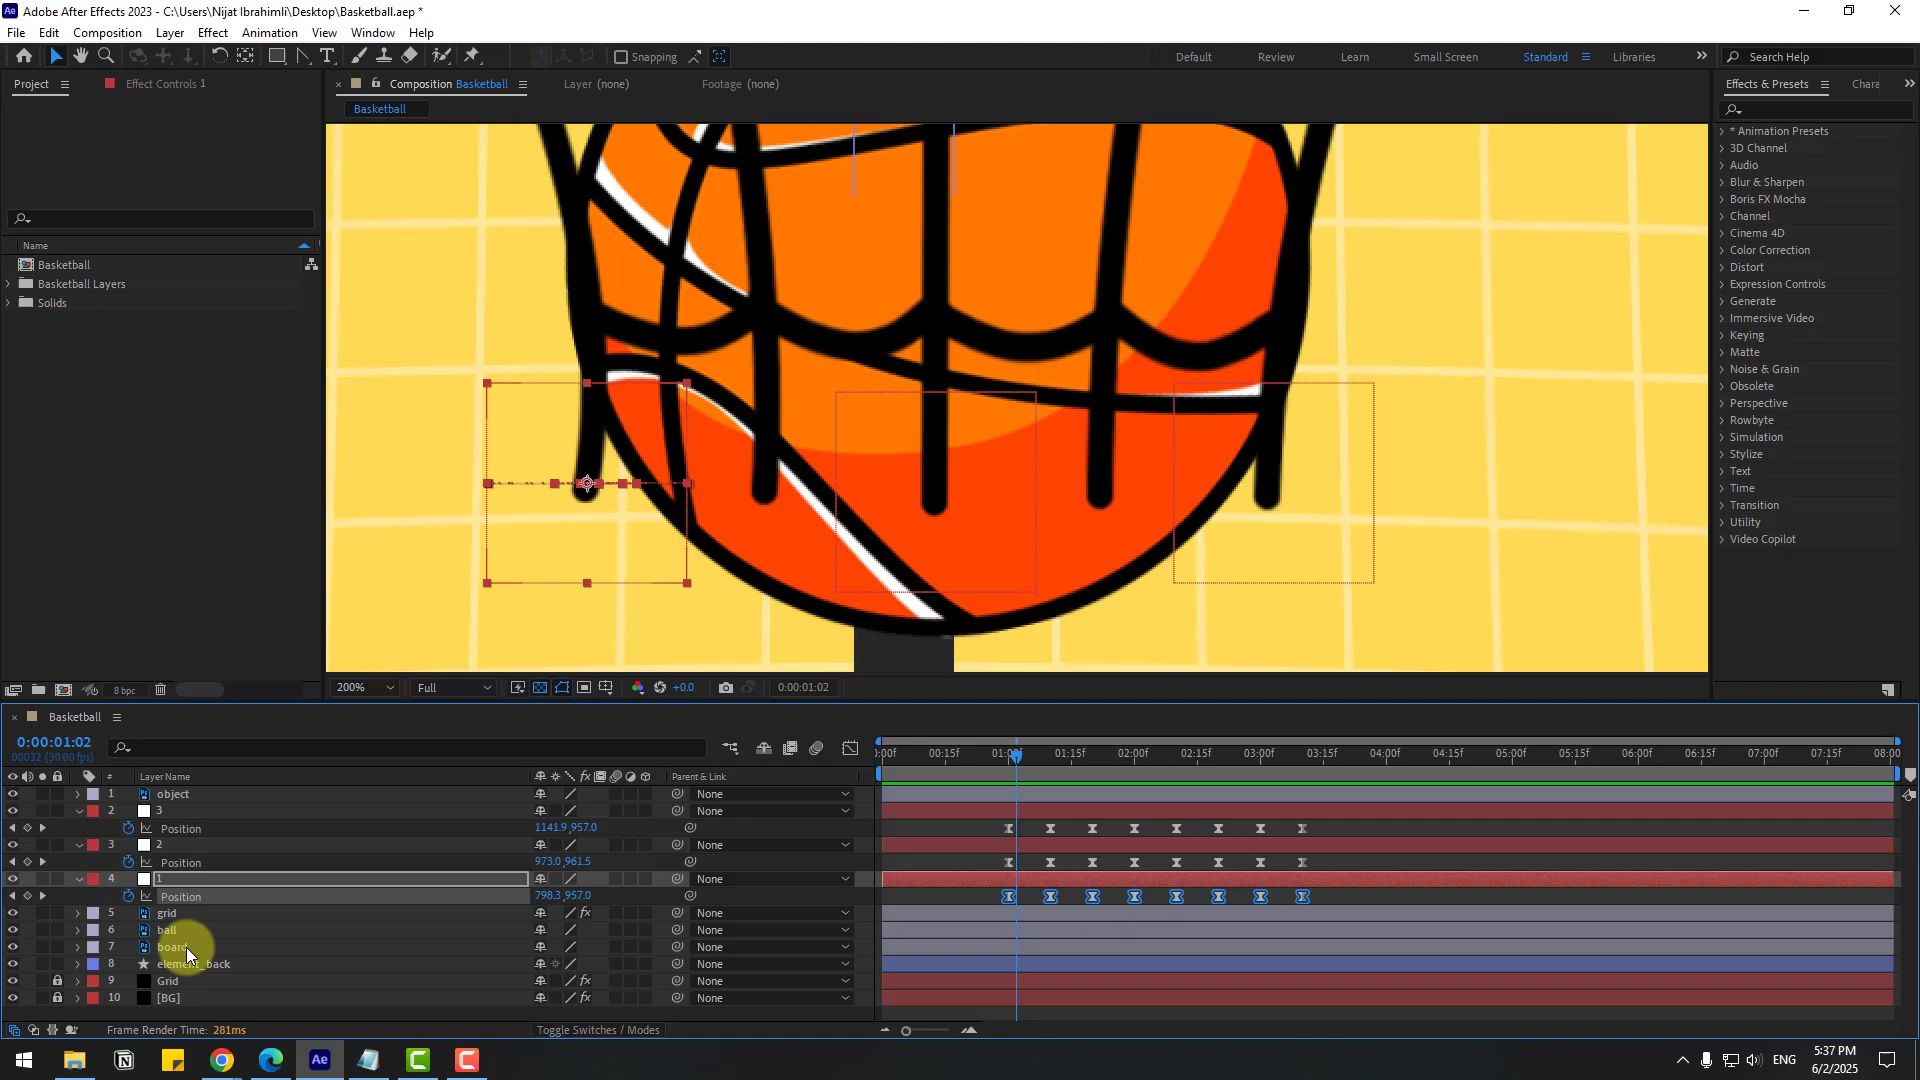 Ae Adobe After Effects 2023 - C:\Users\Nijat Ibrahimli\Desktop\Basketball.aep *
File Edit Composition Layer Effect Animation View Window Help
Snapping
Default Review Learn Small Screen Standard Libraries
Search Help
Project
Effect Controls 1
Composition Basketball
Layer (none)
Footage (none)
Effects & Presets
Chara
Basketball
Name
Basketball
Basketball Layers
Solids
* Animation Presets
3D Channel
Audio
Blur & Sharpen
Boris FX Mocha
Channel
Cinema 4D
Color Correction
Distort
Expression Controls
Generate
Immersive Video
Keying
Matte
Noise & Grain
Obsolete
Perspective
Rowbyte
Simulation
Stylize
Text
Time
Transition
Utility
Video Copilot
8 bpc
200%
Full
+0.0
0:00:01:02
Basketball
0:00:01:02
00032 (30.00 fps)
:00f 00:15f 01:00f 01:15f 02:00f 02:15f 03:00f 03:15f 04:00f 04:15f 05:00f 05:15f 06:00f 06:15f 07:00f 07:15f 08:00
# Layer Name fx Parent & Link
1 object None
2 3 None
Position 1141.9,957.0
3 2 None
Position 973.0,961.5
4 1 None
Position 798.3,957.0
5 grid fx None
6 ball None
7 board None
8 element_back None
9 Grid fx None
10 [BG] fx None
Frame Render Time: 281ms
Toggle Switches / Modes
Ae
ENG
5:37 PM
6/2/2025